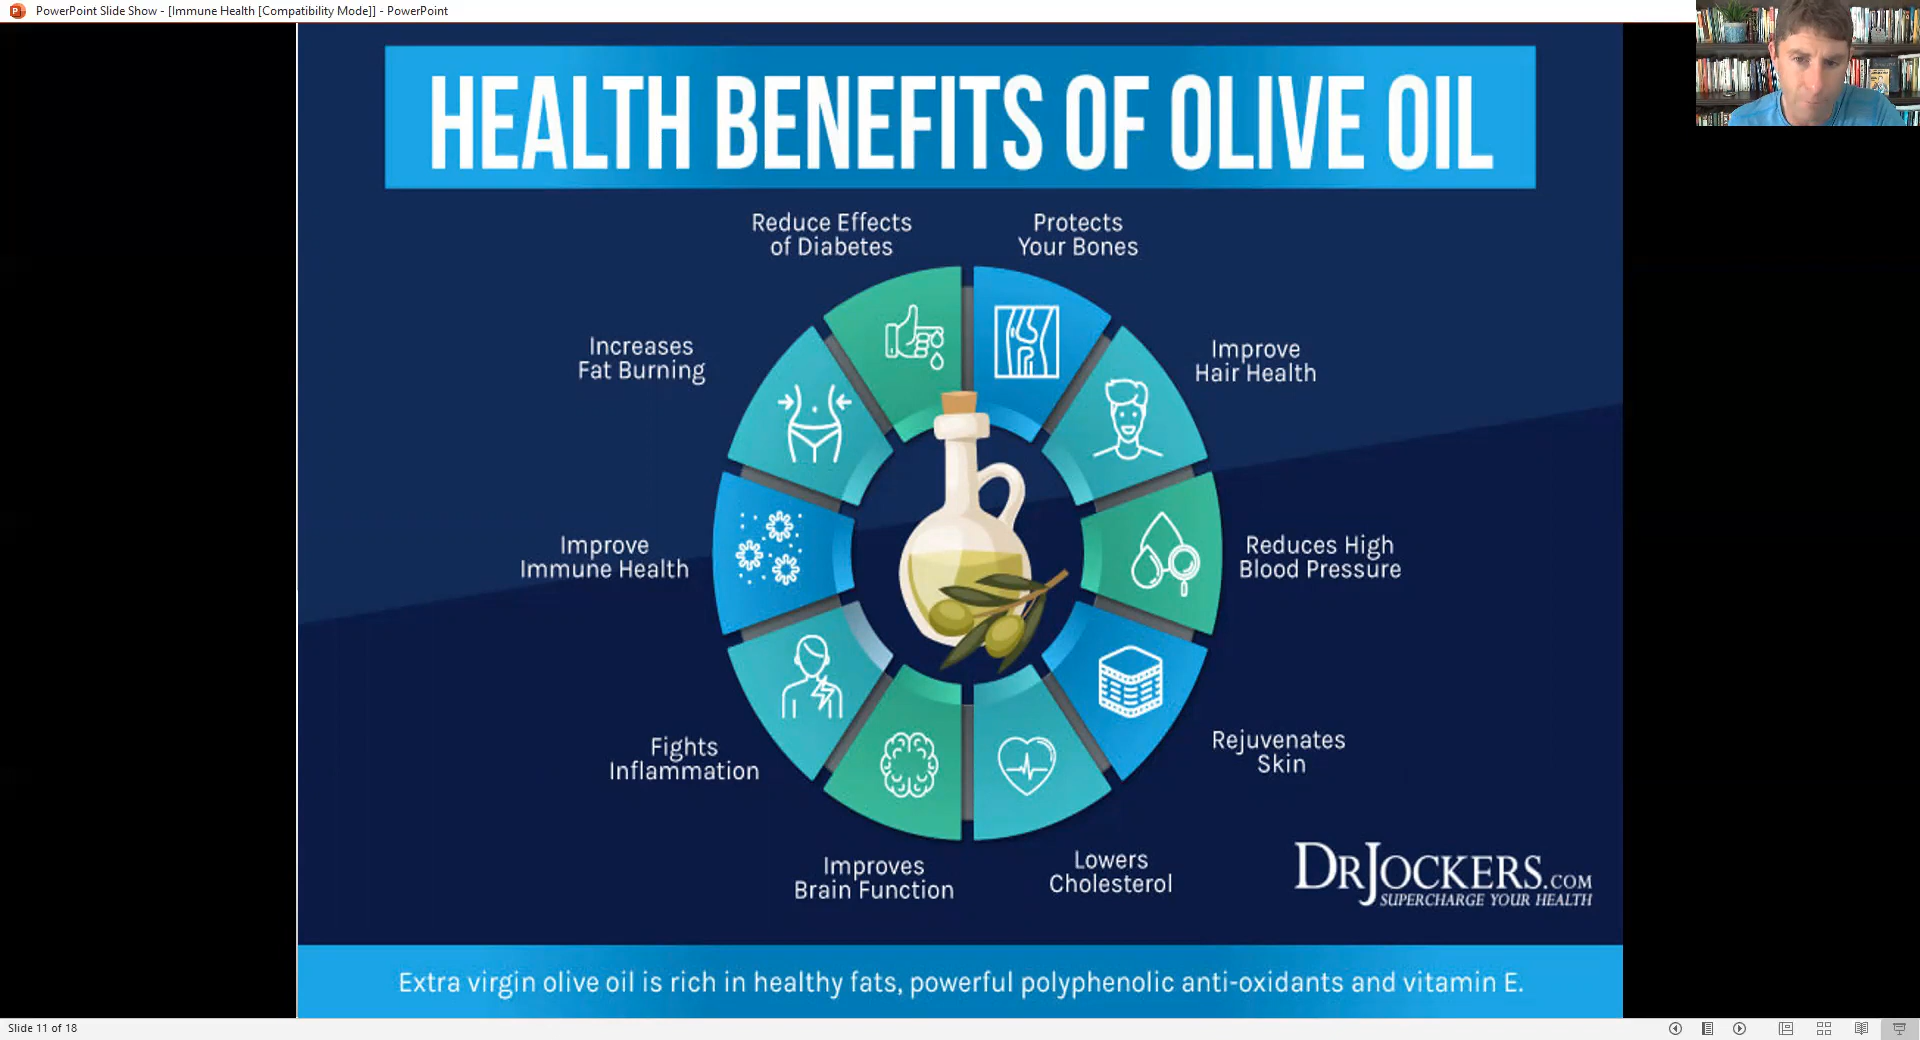 PowerPoint Slide Show - [Immune Health [Compatibility Mode]] - PowerPoint
HEALTH BENEFITS OF OLIVE OIL
Reduce Effects
of Diabetes
Protects
Your Bones
Increases
Fat Burning
Improve
Hair Health
Improve
Immune Health
Reduces High
Blood Pressure
Fights
Inflammation
Rejuvenates
Skin
Improves
Brain Function
Lowers
Cholesterol
DRJOCKERS.COM
SUPERCHARGE YOUR HEALTH
Extra virgin olive oil is rich in healthy fats, powerful polyphenolic anti-oxidants and vitamin E.
Slide 11 of 18